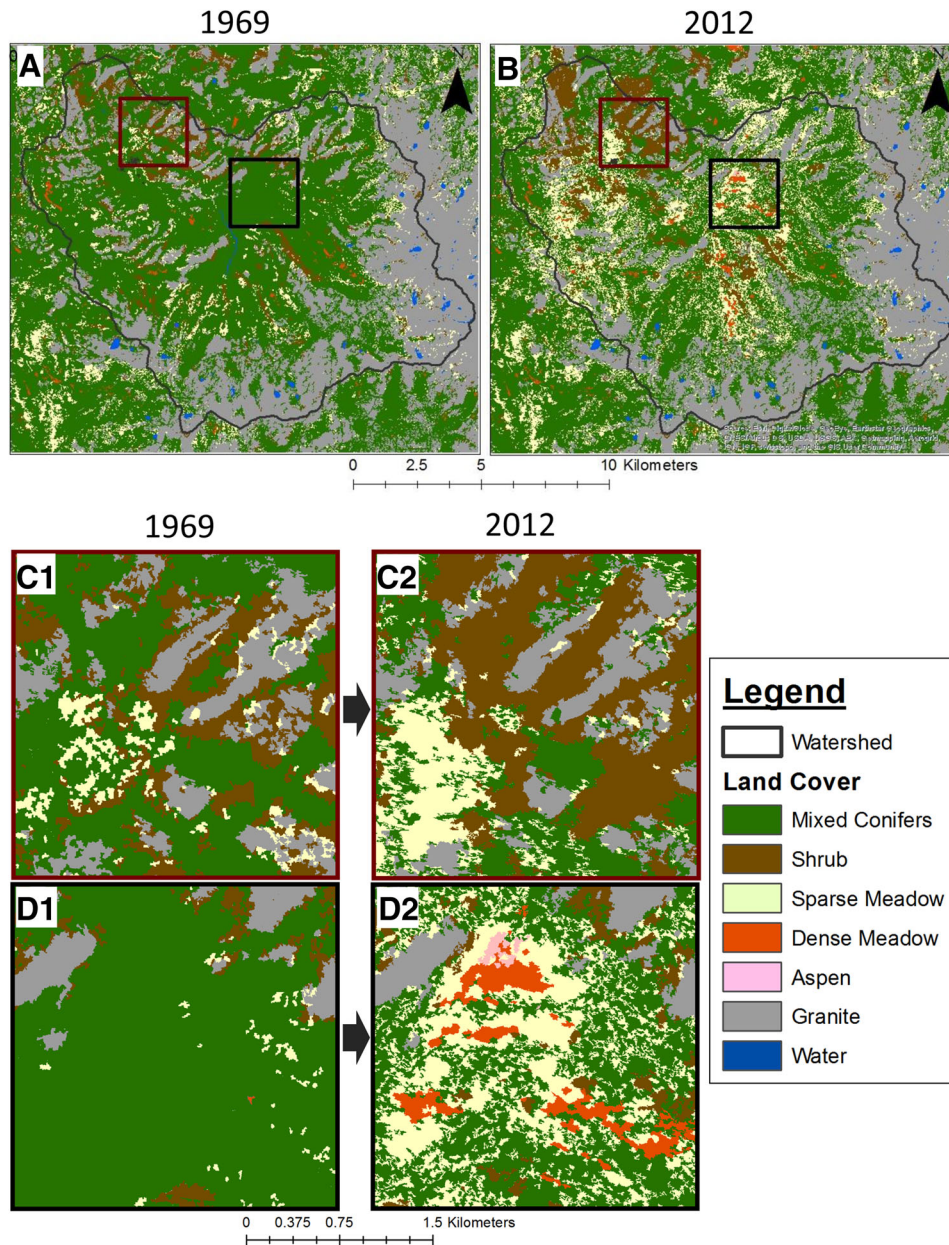 1969
2012
A
B
N
N
0
2.5
5
10 Kilometers
1969
2012
C1
C2
D1
D2
0
0.375
0.75
1.5 Kilometers
Legend
Watershed
Land Cover
Mixed Conifers
Shrub
Sparse Meadow
Dense Meadow
Aspen
Granite
Water